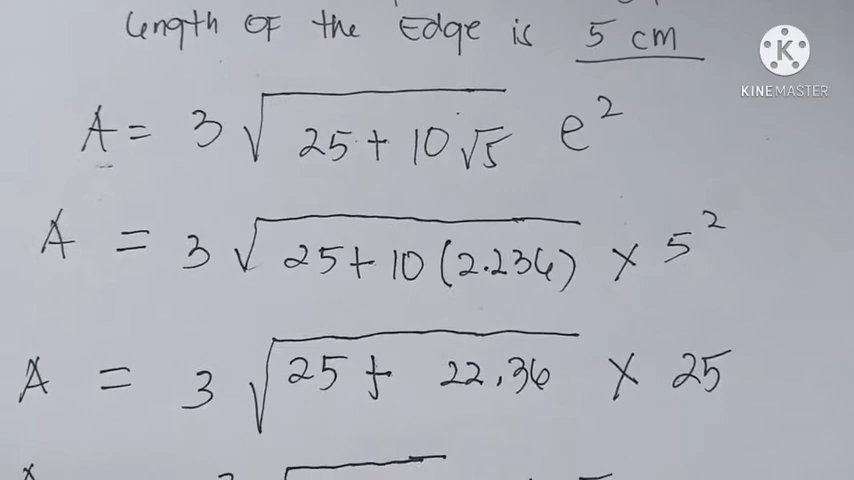 Length OF the Edge is 5 cm
KINEMASTER
A = 3 √(25 + 10√5) e²
A = 3 √(25 + 10 (2.236)) × 5²
A = 3 √(25 + 22.36) × 25